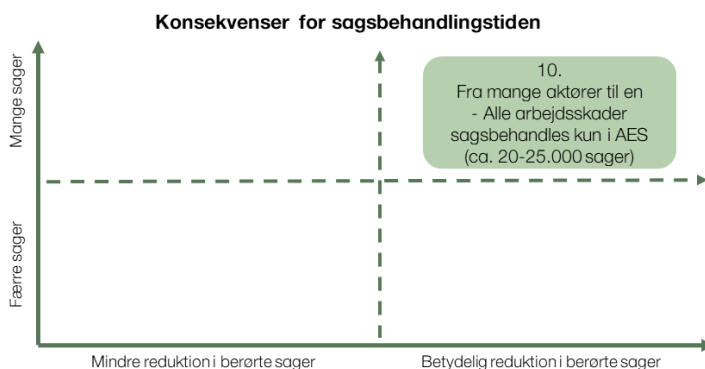 Konsekvenser for sagsbehandlingstiden
Mange sager
10.
Fra mange aktører til en
- Alle arbejdsskader
sagsbehandles kun i AES
(ca. 20-25.000 sager)
Færre sager
Mindre reduktion i berørte sager
Betydelig reduktion i berørte sager